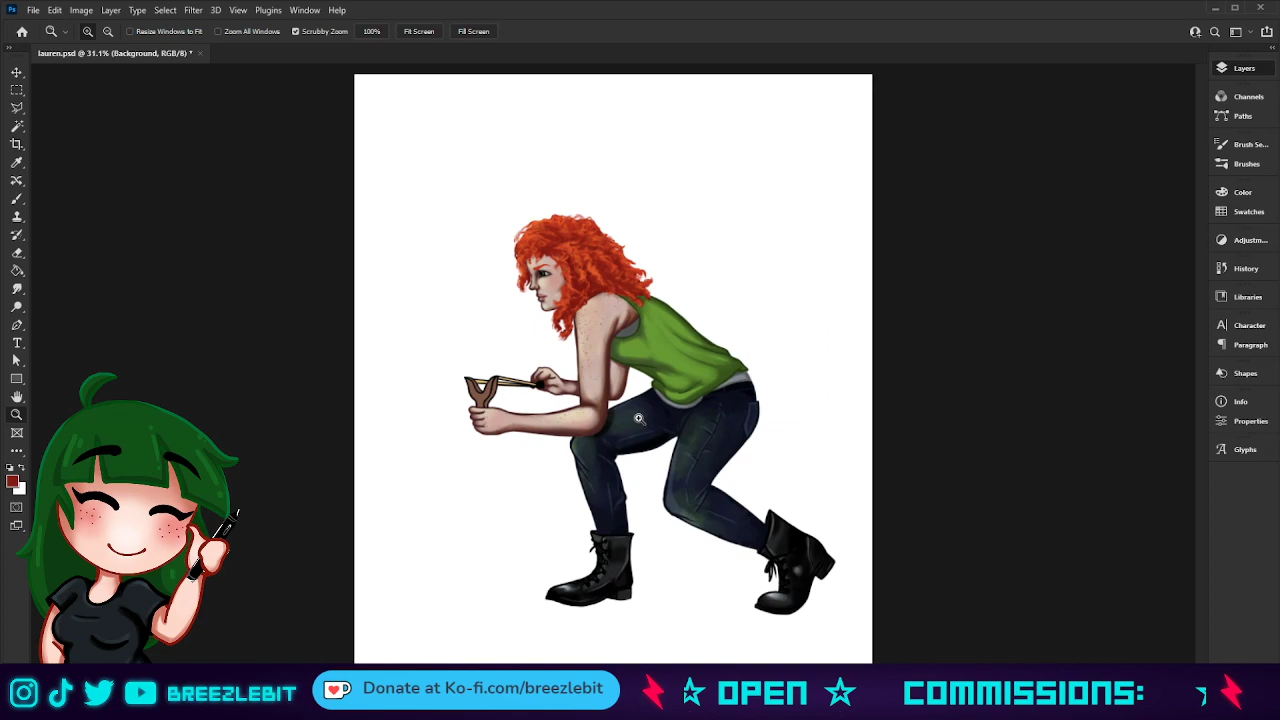 Ps File Edit Image Layer Type Select Filter 3D View Plugins Window Help
Resize Windows to Fit Zoom All Windows Scrubby Zoom 100% Fit Screen Fill Screen
lauren.psd @ 31.1% (Background, RGB/8) *
Layers
Channels
Paths
Brush Se...
Brushes
Color
Swatches
Adjustm...
History
Libraries
Character
Paragraph
Shapes
Info
Properties
Glyphs
BREEZLEBIT
Donate at Ko-fi.com/breezlebit
OPEN
COMMISSIONS: